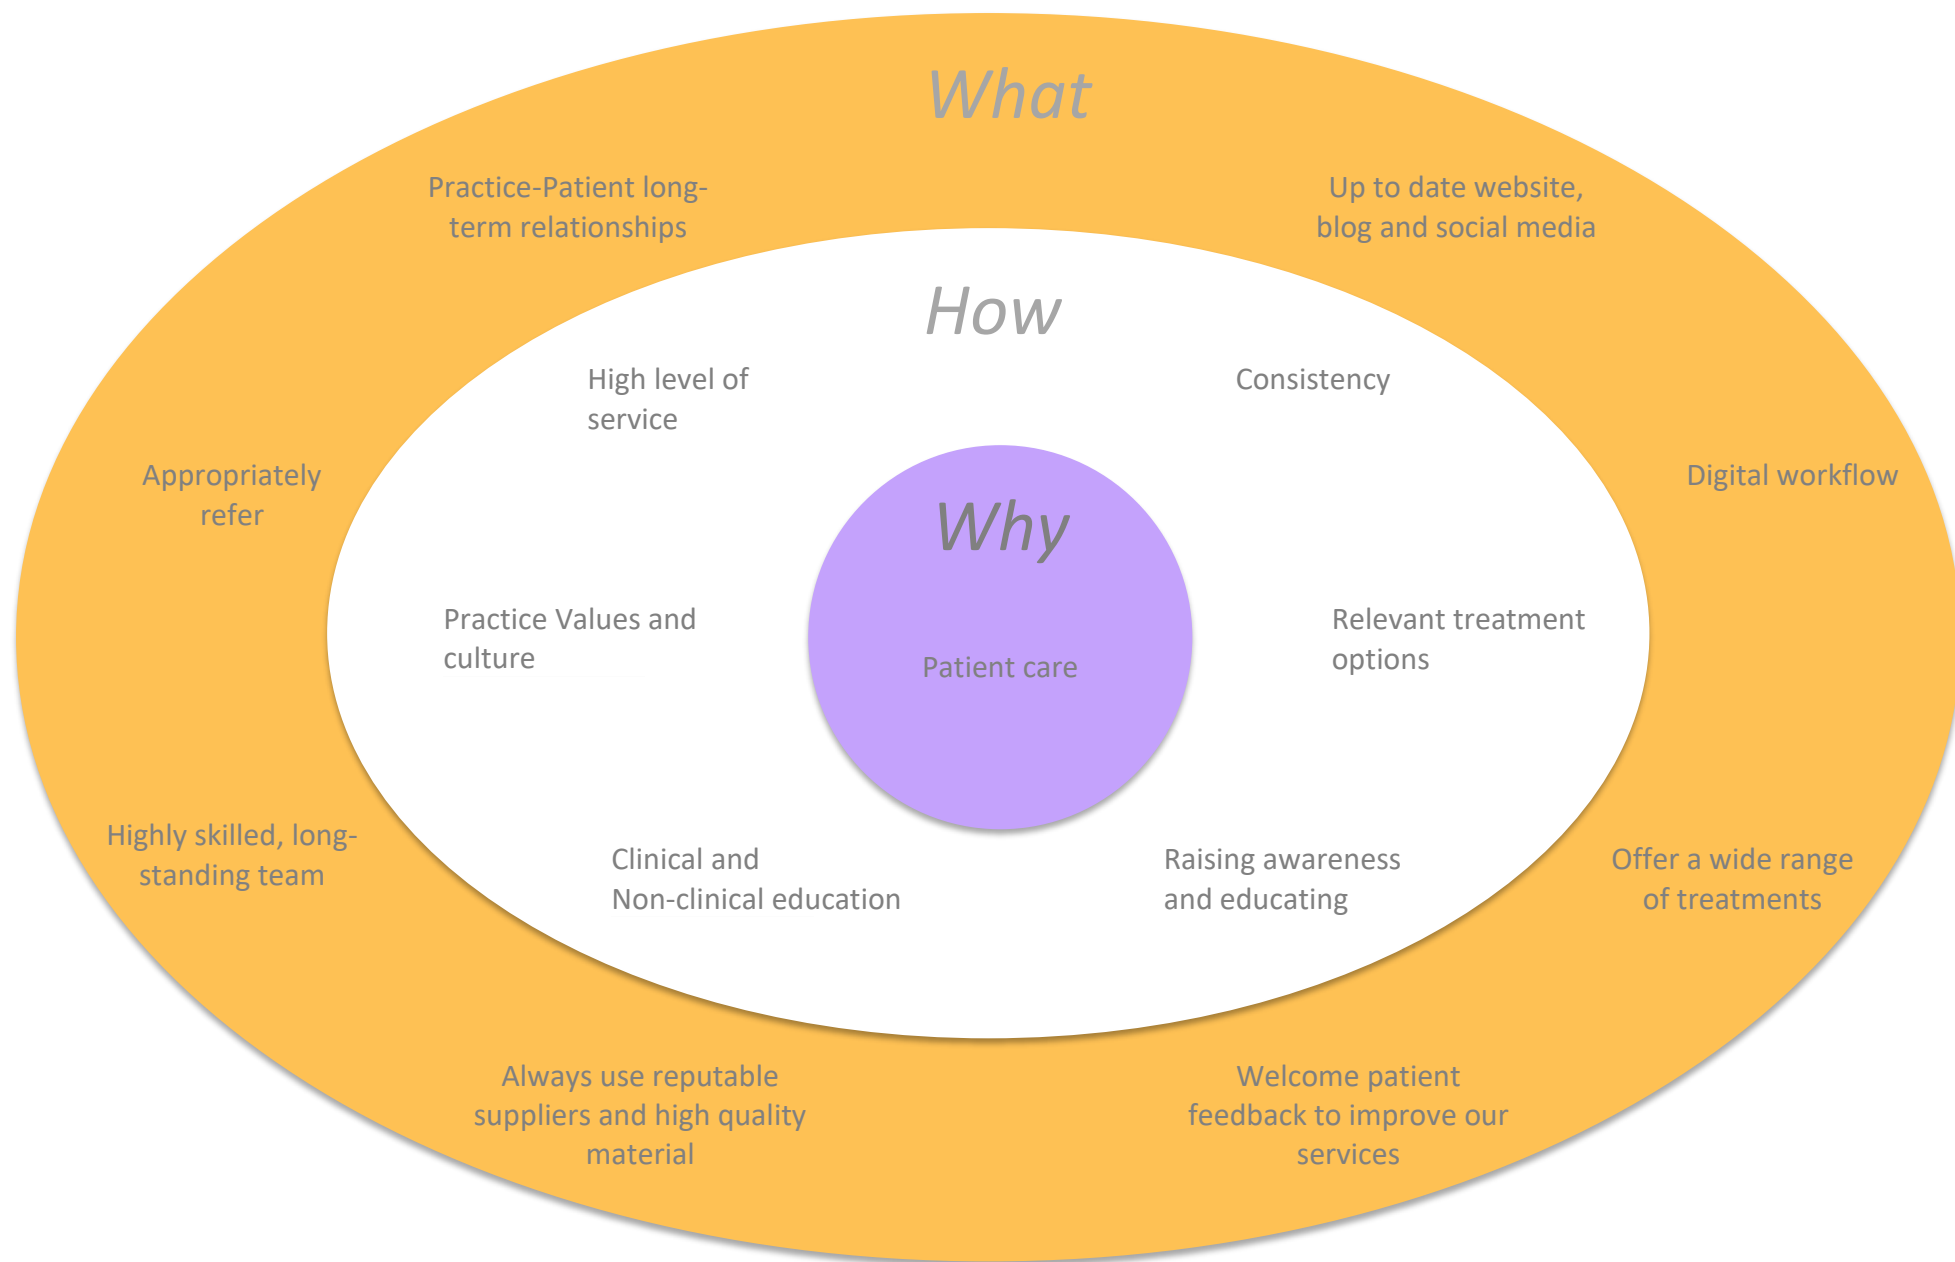 What
Practice-Patient long-
term relationships
Up to date website,
blog and social media
How
High level of
service
Consistency
Appropriately
refer
Digital workflow
Why
Practice Values and
culture
Patient care
Relevant treatment
options
Highly skilled, long-
standing team
Clinical and
Non-clinical education
Raising awareness
and educating
Offer a wide range
of treatments
Always use reputable
suppliers and high quality
material
Welcome patient
feedback to improve our
services